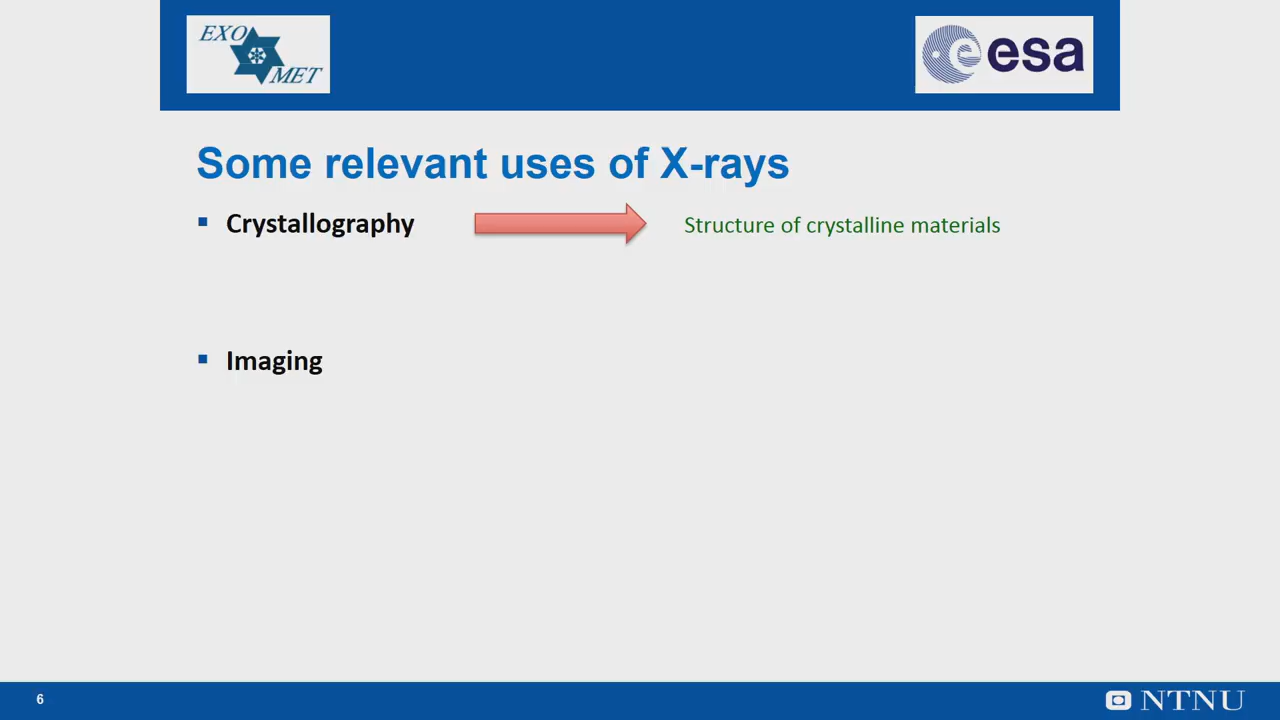 EXO
MET
esa
Some relevant uses of X-rays
▪ Crystallography
Structure of crystalline materials
▪ Imaging
6
NTNU